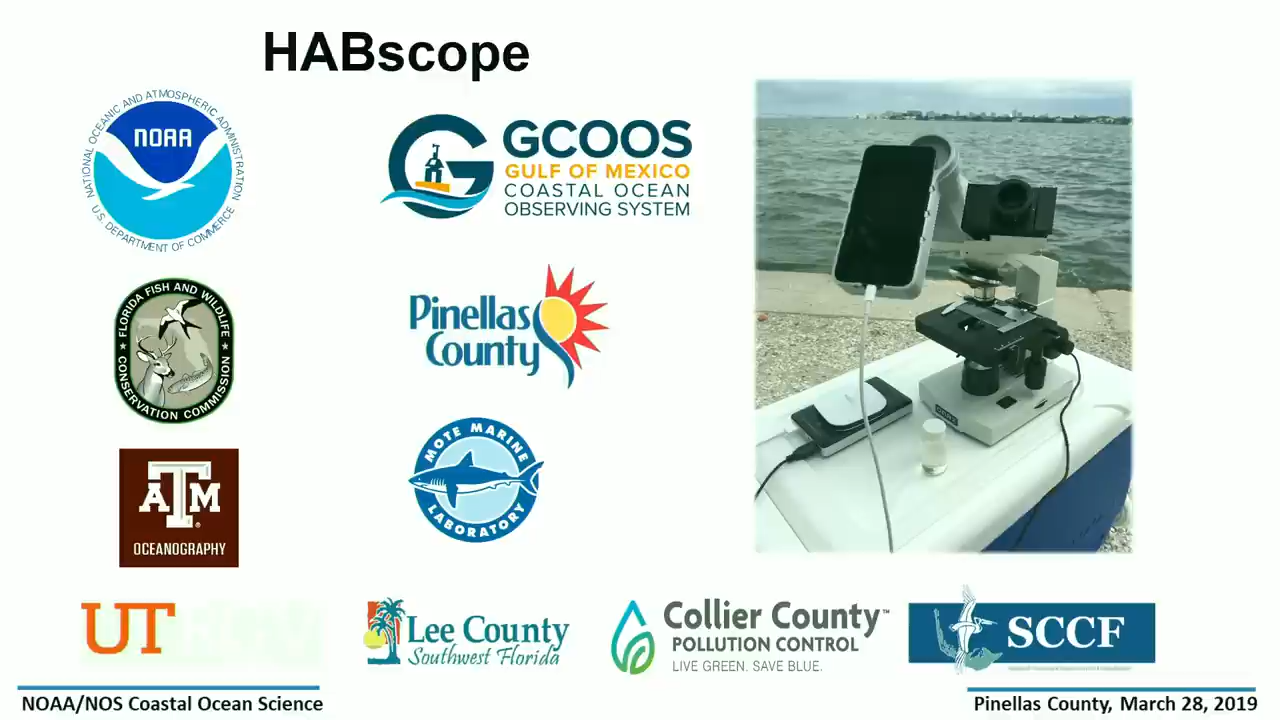 HABscope
NATIONAL OCEANIC AND ATMOSPHERIC ADMINISTRATION
NOAA
U.S. DEPARTMENT OF COMMERCE
GCOOS
GULF OF MEXICO
COASTAL OCEAN
OBSERVING SYSTEM
FLORIDA FISH AND WILDLIFE
CONSERVATION COMMISSION
Pinellas
County
MOTE MARINE
LABORATORY
ATM
OCEANOGRAPHY
UT
Lee County
Southwest Florida
Collier County™
POLLUTION CONTROL
LIVE GREEN. SAVE BLUE.
SCCF
NOAA/NOS Coastal Ocean Science
Pinellas County, March 28, 2019